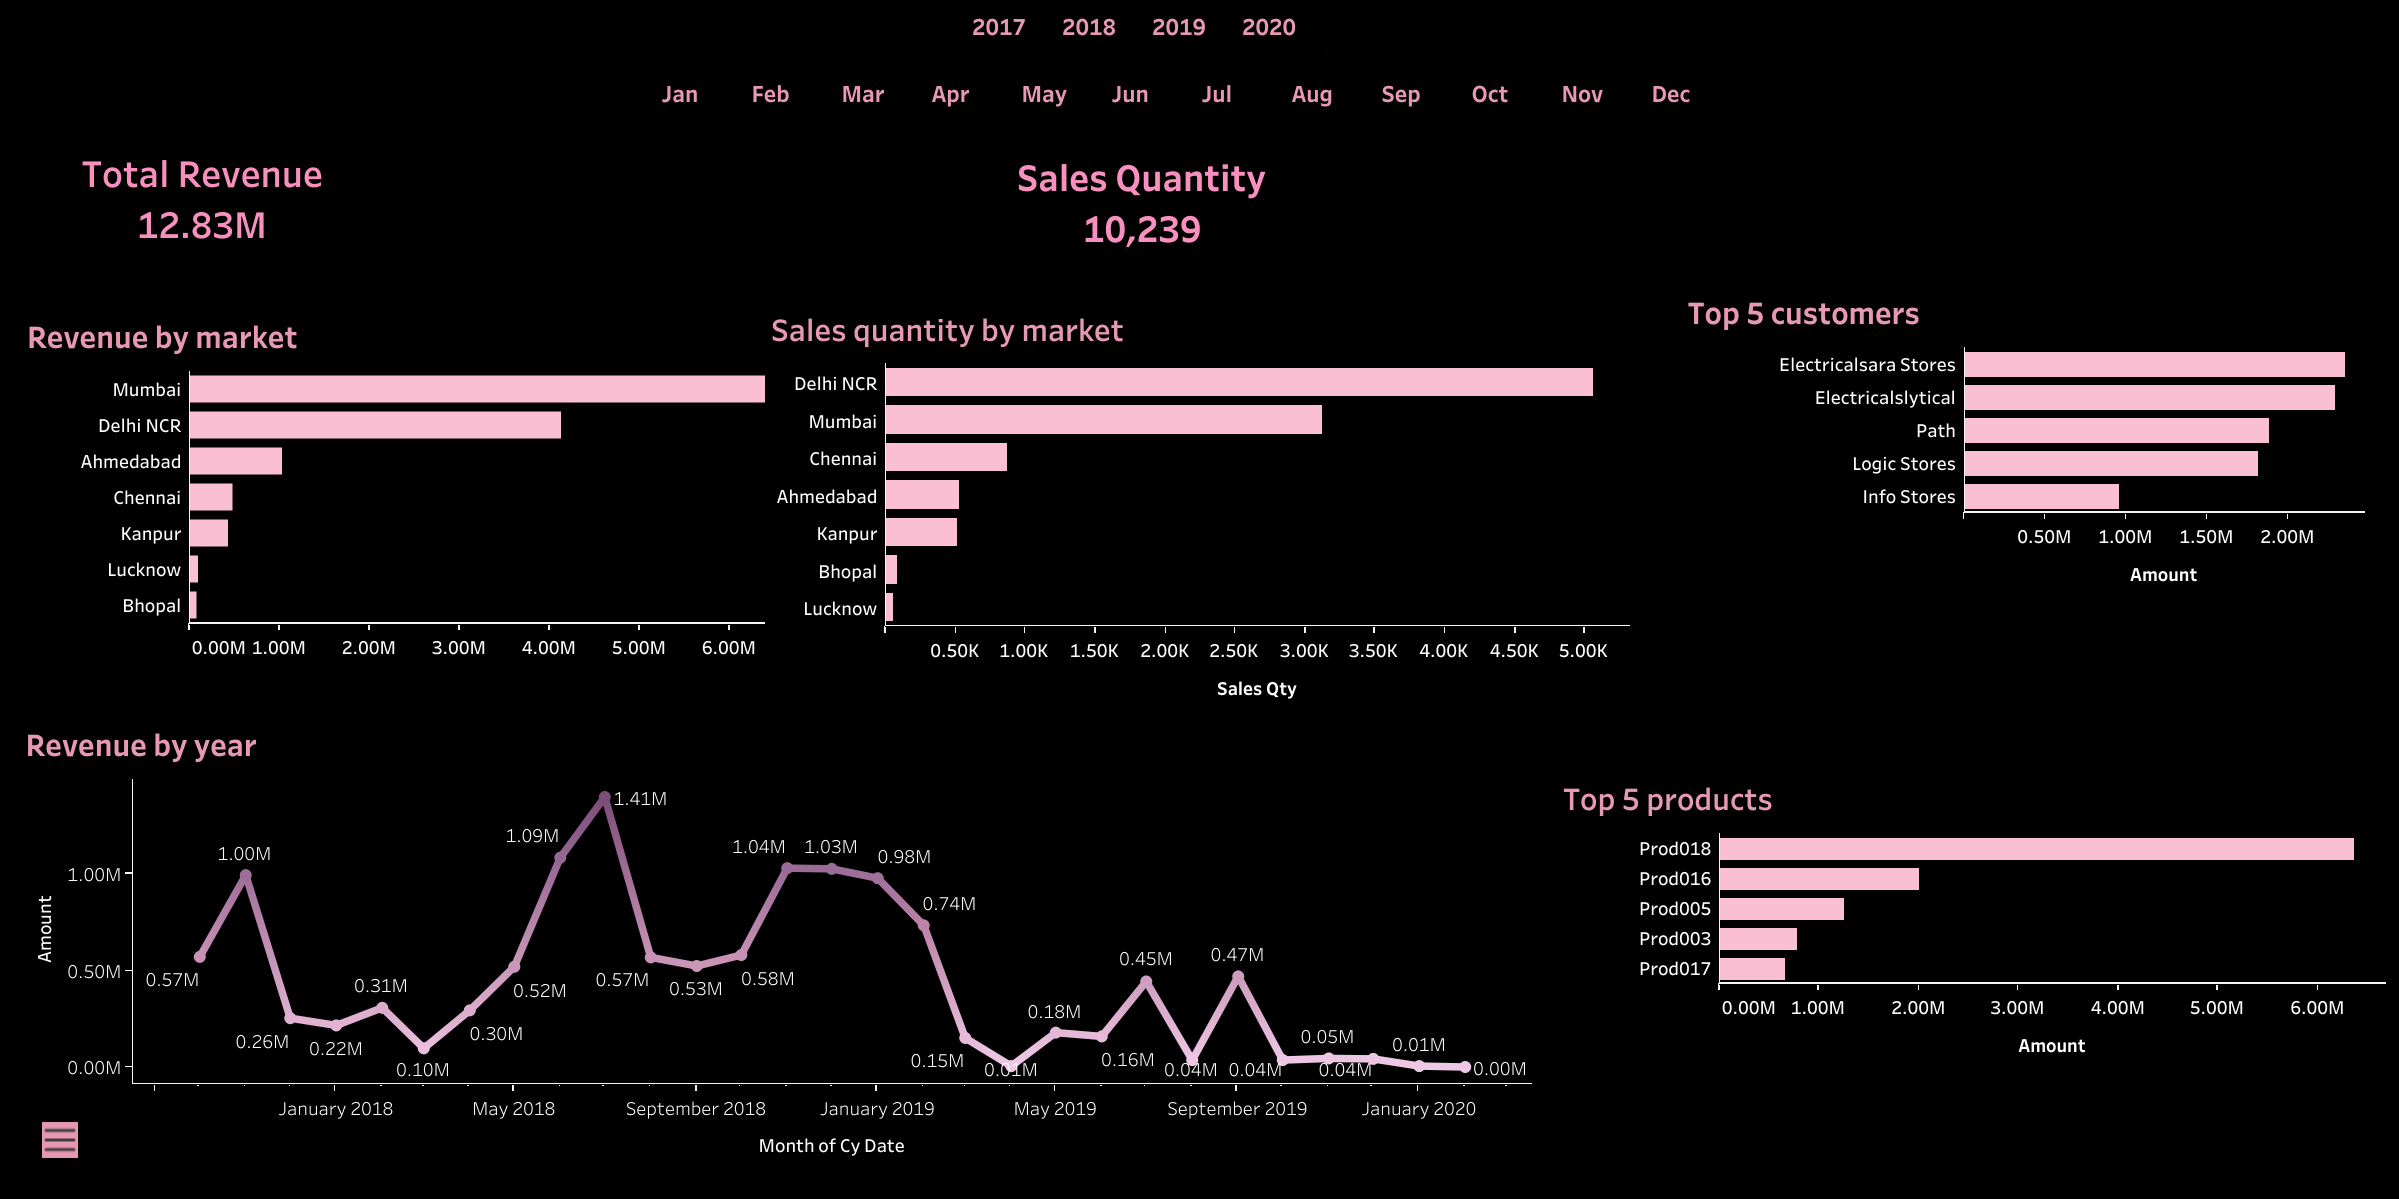 2017 2018 2019 2020
Jan Feb Mar Apr May Jun Jul Aug Sep Oct Nov Dec
Total Revenue
12.83M
Sales Quantity
10,239
Revenue by market
Mumbai
Delhi NCR
Ahmedabad
Chennai
Kanpur
Lucknow
Bhopal
0.00M 1.00M 2.00M 3.00M 4.00M 5.00M 6.00M
Sales quantity by market
Delhi NCR
Mumbai
Chennai
Ahmedabad
Kanpur
Bhopal
Lucknow
0.50K 1.00K 1.50K 2.00K 2.50K 3.00K 3.50K 4.00K 4.50K 5.00K
Sales Qty
Top 5 customers
Electricalsara Stores
Electricalslytical
Path
Logic Stores
Info Stores
0.50M 1.00M 1.50M 2.00M
Amount
Revenue by year
Amount
1.00M
0.50M
0.00M
0.57M 1.00M 0.26M 0.22M 0.31M 0.10M 0.30M 0.52M 1.09M 1.41M 0.57M 0.53M 0.58M 1.04M 1.03M 0.98M 0.74M 0.15M 0.01M 0.18M 0.16M 0.45M 0.04M 0.47M 0.04M 0.05M 0.04M 0.01M 0.00M
January 2018 May 2018 September 2018 January 2019 May 2019 September 2019 January 2020
Month of Cy Date
Top 5 products
Prod018
Prod016
Prod005
Prod003
Prod017
0.00M 1.00M 2.00M 3.00M 4.00M 5.00M 6.00M
Amount